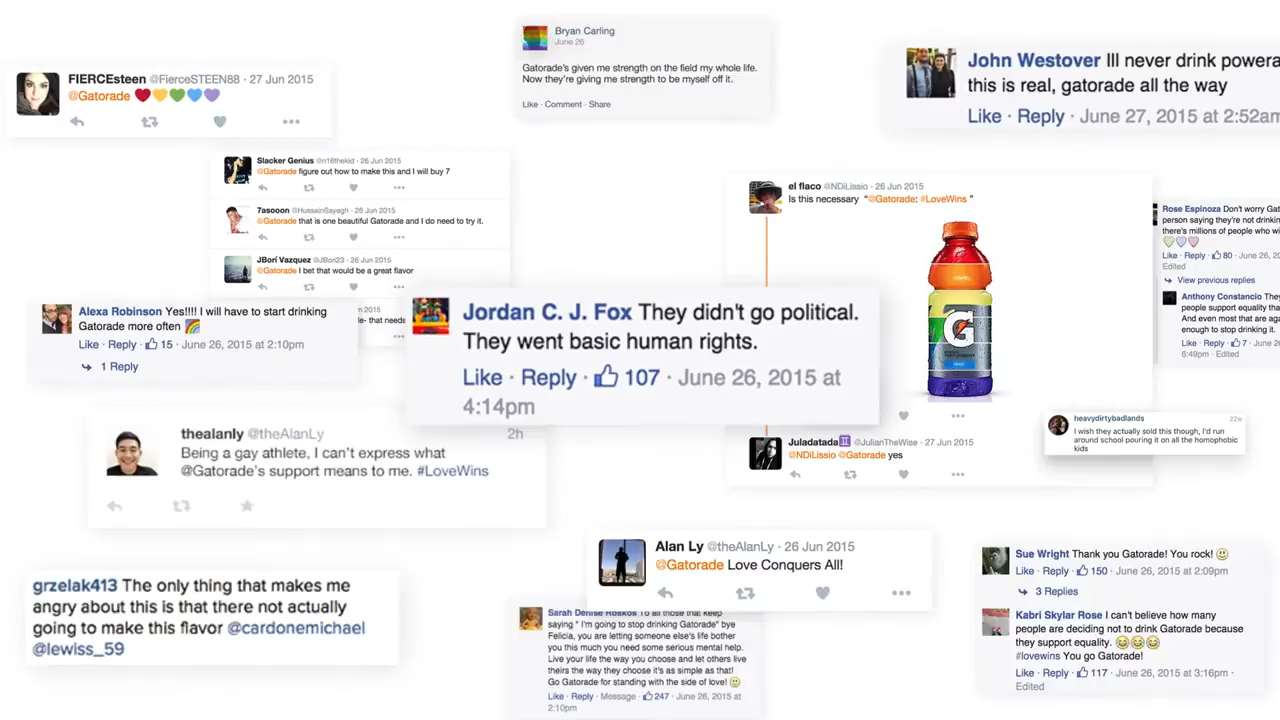 FIERCEsteen @FierceSTEEN88 · 27 Jun 2015
@Gatorade ❤️💛💚💙💜
Bryan Carling
June 26
Gatorade's given me strength on the field my whole life.
Now they're giving me strength to be myself off it.
Like · Comment · Share
John Westover Ill never drink powera
this is real, gatorade all the way
Like · Reply · June 27, 2015 at 2:52am
Slacker Genius @n16thekid · 26 Jun 2015
@Gatorade figure out how to make this and I will buy 7
7asooon @HusseinSayegh · 26 Jun 2015
@Gatorade that is one beautiful Gatorade and I do need to try it.
JBorí Vazquez @JBori23 · 26 Jun 2015
@Gatorade I bet that would be a great flavor
n 2015
le- that needs
el flaco @NDiLissio · 26 Jun 2015
Is this necessary "@Gatorade: #LoveWins "
G
Juladatada♊ @JulianTheWise · 27 Jun 2015
@NDiLissio @Gatorade yes
Rose Espinoza Don't worry Gat
person saying they're not drinking
there's millions of people who wi
Like · Reply · 80 · June 26, 20
Edited
View previous replies
Anthony Constancio They
people support equality tha
And even most that are aga
enough to stop drinking it.
Like · Reply · 7 · June 26
6:49pm · Edited
Alexa Robinson Yes!!!! I will have to start drinking
Gatorade more often 🌈
Like · Reply · 15 · June 26, 2015 at 2:10pm
1 Reply
Jordan C. J. Fox They didn't go political.
They went basic human rights.
Like · Reply · 107 · June 26, 2015 at
4:14pm
thealanly @theAlanLy 2h
Being a gay athlete, I can't express what
@Gatorade's support means to me. #LoveWins
heavydirtybadlands 22w
I wish they actually sold this though, I'd run
around school pouring it on all the homophobic
kids
Alan Ly @theAlanLy · 26 Jun 2015
@Gatorade Love Conquers All!
grzelak413 The only thing that makes me
angry about this is that there not actually
going to make this flavor @cardonemichael
@lewiss_59
Sarah Denise Roskos To all those that keep
saying " I'm going to stop drinking Gatorade" bye
Felicia, you are letting someone else's life bother
you this much you need some serious mental help.
Live your life the way you choose and let others live
theirs the way they choose it's as simple as that!
Go Gatorade for standing with the side of love! 🙂
Like · Reply · Message · 247 · June 26, 2015 at
2:10pm
Sue Wright Thank you Gatorade! You rock! 🙂
Like · Reply · 150 · June 26, 2015 at 2:09pm
3 Replies
Kabri Skylar Rose I can't believe how many
people are deciding not to drink Gatorade because
they support equality. 😂😂😂
#lovewins You go Gatorade!
Like · Reply · 117 · June 26, 2015 at 3:16pm ·
Edited